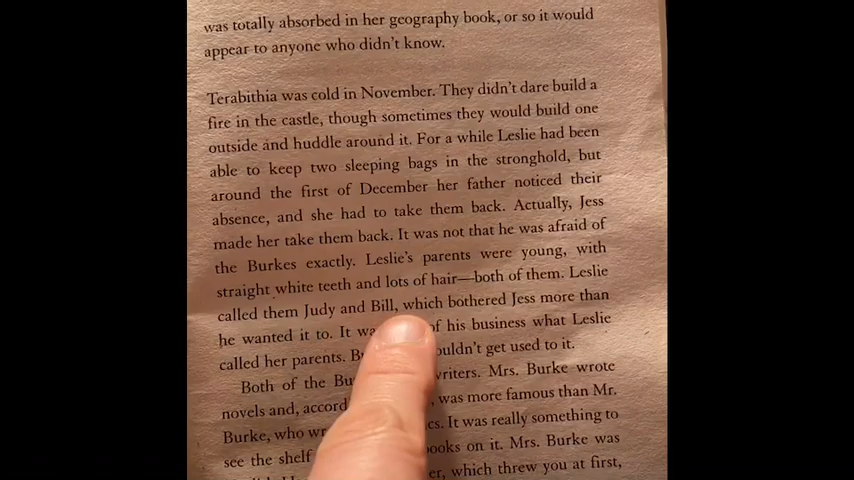 was totally absorbed in her geography book, or so it would
appear to anyone who didn't know.
Terabithia was cold in November. They didn't dare build a
fire in the castle, though sometimes they would build one
outside and huddle around it. For a while Leslie had been
able to keep two sleeping bags in the stronghold, but
around the first of December her father noticed their
absence, and she had to take them back. Actually, Jess
made her take them back. It was not that he was afraid of
the Burkes exactly. Leslie's parents were young, with
straight white teeth and lots of hair—both of them. Leslie
called them Judy and Bill, which bothered Jess more than
he wanted it to. It of his business what Leslie
called her parents. get used to it.
Both of the writers. Mrs. Burke wrote
novels and, was more famous than Mr.
Burke, who It was really something to
see the shelf books on it. Mrs. Burke was
which threw you at first,